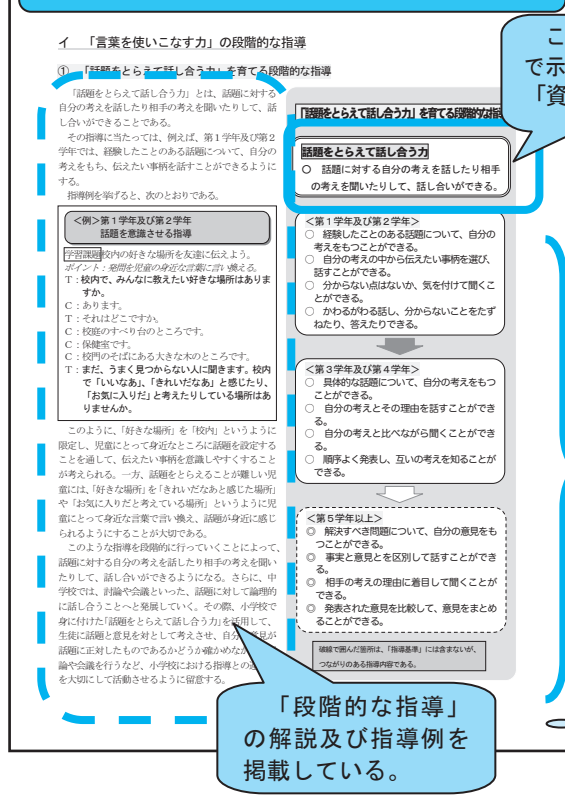 イ　「言葉を使いこなす力」の段階的な指導
①　「話題をとらえて話し合う力」を育てる段階的な指導
「話題をとらえて話し合う力」とは、話題に対する
自分の考えを話したり相手の考えを聞いたりして、話
し合いができることである。
その指導に当たっては、例えば、第１学年及び第２
学年では、経験したことのある話題について、自分の
考えをもち、伝えたい事柄を話すことができるように
する。
指導例を挙げると、次のとおりである。
＜例＞第１学年及び第２学年
話題を意識させる指導
学習課題 校内の好きな場所を友達に伝えよう。
ポイント：発問を児童の身近な言葉に言い換える。
T：校内で、みんなに教えたい好きな場所はありま
すか。
C：あります。
T：それはどこですか。
C：校庭のすべり台のところです。
C：保健室です。
C：校門のそばにある大きな木のところです。
T：まだ、うまく見つからない人に聞きます。校内
で「いいなあ」、「きれいだなあ」と感じたり、
「お気に入りだ」と考えたりしている場所はあ
りませんか。
このように、「好きな場所」を「校内」というように
限定し、児童にとって身近なところに話題を設定する
ことを通して、伝えたい事柄を意識しやすくすること
が考えられる。一方、話題をとらえることが難しい児
童には、「好きな場所」を「きれいだなあと感じた場所」
や「お気に入りだと考えている場所」というように児
童にとって身近な言葉で言い換え、話題が身近に感じ
られるようにすることが大切である。
このような指導を段階的に行っていくことによって、
話題に対する自分の考えを話したり相手の考えを聞い
たりして、話し合いができるようになる。さらに、中
学校では、討論や会議といった、話題に対して論理的
に話し合うことへと発展していく。その際、小学校で
身に付けた「話題をとらえて話し合う力」を活用して、
生徒に話題と意見を対として考えさせ、自分の意見が
話題に正対したものであるかどうか確かめなが
論や会議を行うなど、小学校における指導との連
を大切にして活動させるように留意する。
「話題をとらえて話し合う力」を育てる段階的な指
話題をとらえて話し合う力
○　話題に対する自分の考えを話したり相手
の考えを聞いたりして、話し合いができる。
＜第１学年及び第２学年＞
○　経験したことのある話題について、自分の
考えをもつことができる。
○　自分の考えの中から伝えたい事柄を選び、
話すことができる。
○　分からない点はないか、気を付けて聞くこ
とができる。
○　かわるがわる話し、分からないことをたず
ねたり、答えたりできる。
＜第３学年及び第４学年＞
○　具体的な話題について、自分の考えをもつ
ことができる。
○　自分の考えとその理由を話すことができ
る。
○　自分の考えと比べながら聞くことができ
る。
○　順序よく発表し、互いの考えを知ることが
できる。
＜第５学年以上＞
◎　解決すべき問題について、自分の意見をも
つことができる。
◎　事実と意見とを区別して話すことができ
る。
◎　相手の考えの理由に着目して聞くことが
できる。
◎　発表された意見を比較して、意見をまとめ
ることができる。
破線で囲んだ箇所は、「指導基準」には含まないが、
つながりのある指導内容である。
こ
で示
「資
「段階的な指導」
の解説及び指導例を
掲載している。